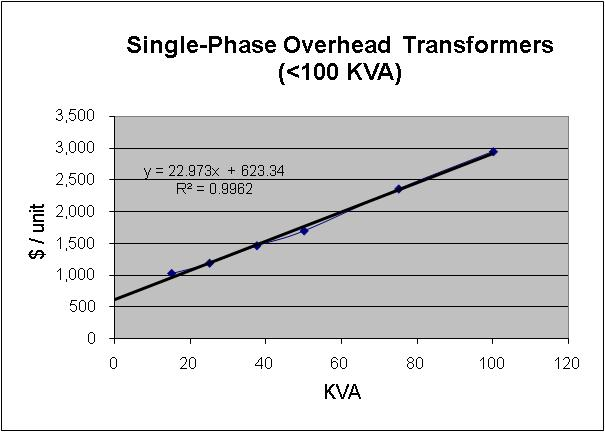 Single-Phase Overhead Transformers
(<100 KVA)
3,500
3,000
2,500
2,000
1,500
1,000
500
0
$ / unit
y = 22.973x + 623.34
R² = 0.9962
0 20 40 60 80 100 120
KVA